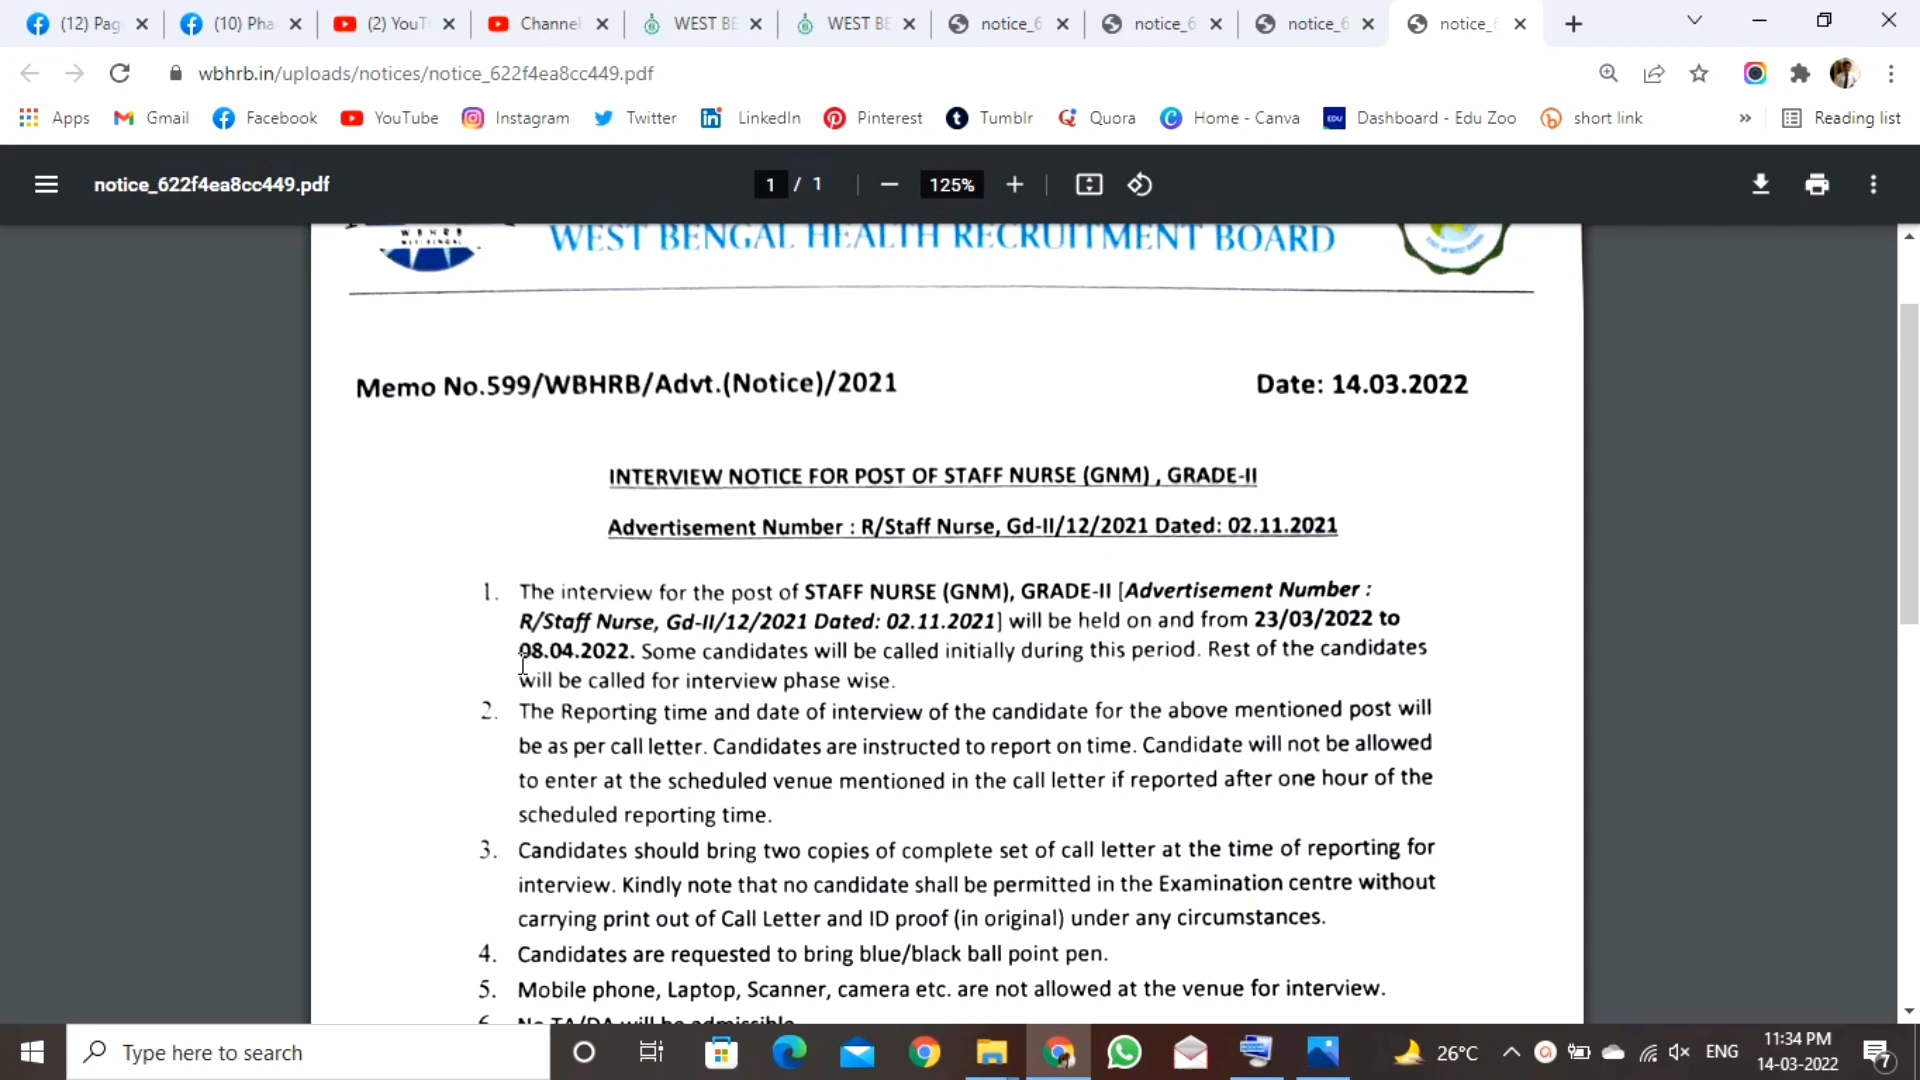 (12) Pag
(10) Pha
(2) YouT
Channel
WEST BE
WEST BE
notice_6
notice_6
notice_6
notice_6
wbhrb.in/uploads/notices/notice_622f4ea8cc449.pdf
Apps
Gmail
Facebook
YouTube
Instagram
Twitter
LinkedIn
Pinterest
Tumblr
Quora
Home - Canva
EDU
Dashboard - Edu Zoo
short link
»
Reading list
notice_622f4ea8cc449.pdf
1 / 1
125%
W B H R B
WEST BENGAL HEALTH RECRUITMENT BOARD
Memo No.599/WBHRB/Advt.(Notice)/2021
Date: 14.03.2022
INTERVIEW NOTICE FOR POST OF STAFF NURSE (GNM) , GRADE-II
Advertisement Number : R/Staff Nurse, Gd-II/12/2021 Dated: 02.11.2021
1. The interview for the post of STAFF NURSE (GNM), GRADE-II [Advertisement Number :
R/Staff Nurse, Gd-II/12/2021 Dated: 02.11.2021] will be held on and from 23/03/2022 to
08.04.2022. Some candidates will be called initially during this period. Rest of the candidates
will be called for interview phase wise.
2. The Reporting time and date of interview of the candidate for the above mentioned post will
be as per call letter. Candidates are instructed to report on time. Candidate will not be allowed
to enter at the scheduled venue mentioned in the call letter if reported after one hour of the
scheduled reporting time.
3. Candidates should bring two copies of complete set of call letter at the time of reporting for
interview. Kindly note that no candidate shall be permitted in the Examination centre without
carrying print out of Call Letter and ID proof (in original) under any circumstances.
4. Candidates are requested to bring blue/black ball point pen.
5. Mobile phone, Laptop, Scanner, camera etc. are not allowed at the venue for interview.
6. No TA/DA will be admissible
Type here to search
26°C
ENG
11:34 PM
14-03-2022
7